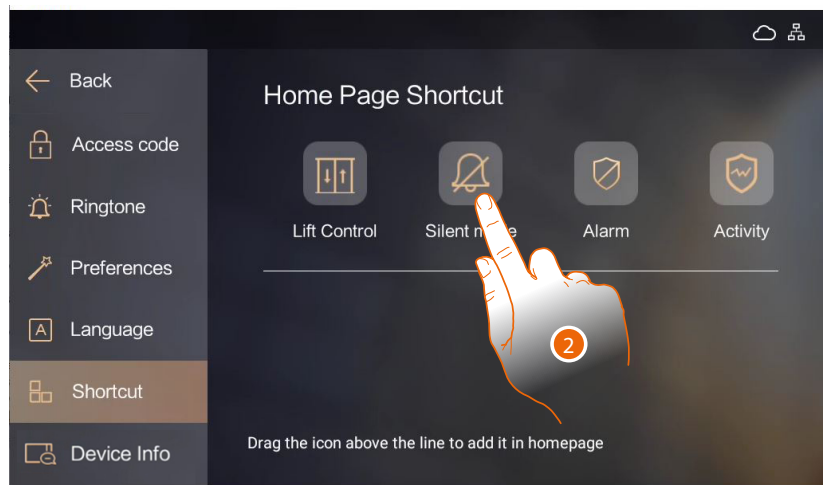 Back
Home Page Shortcut
Access code
Ringtone
Lift Control
Silent
Alarm
Activity
Preferences
Language
A
2
Shortcut
Device Info
Drag the icon above the line to add it in homepage